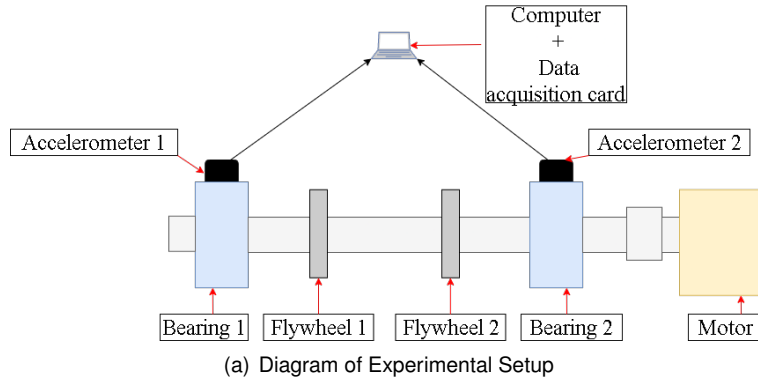 Computer
+
Data
acquisition card
Accelerometer 1
Accelerometer 2
Bearing 1
Flywheel 1
Flywheel 2
Bearing 2
Motor
(a) Diagram of Experimental Setup